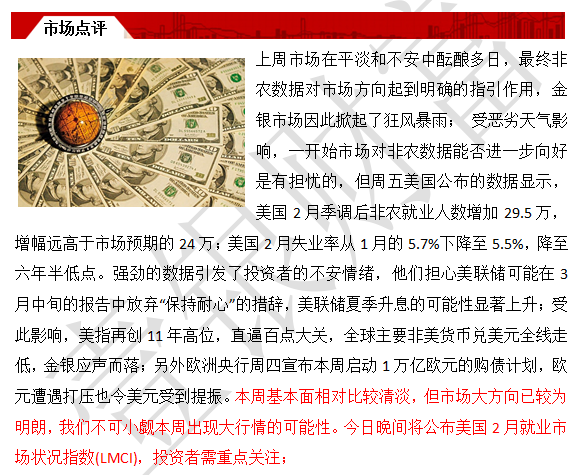 市场点评
上周市场在平淡和不安中酝酿多日，最终非
农数据对市场方向起到明确的指引作用，金
银市场因此掀起了狂风暴雨； 受恶劣天气影
响，一开始市场对非农数据能否进一步向好
是有担忧的，但周五美国公布的数据显示，
美国 2 月季调后非农就业人数增加 29.5 万，
增幅远高于市场预期的 24 万；美国 2 月失业率从 1 月的 5.7%下降至 5.5%，降至
六年半低点。强劲的数据引发了投资者的不安情绪，他们担心美联储可能在 3
月中旬的报告中放弃“保持耐心”的措辞，美联储夏季升息的可能性显著上升；受
此影响，美指再创 11 年高位，直逼百点大关，全球主要非美货币兑美元全线走
低，金银应声而落；另外欧洲央行周四宣布本周启动 1 万亿欧元的购债计划，欧
元遭遇打压也令美元受到提振。本周基本面相对比较清淡，但市场大方向已较为
明朗，我们不可小觑本周出现大行情的可能性。今日晚间将公布美国 2 月就业市
场状况指数(LMCI)，投资者需重点关注；